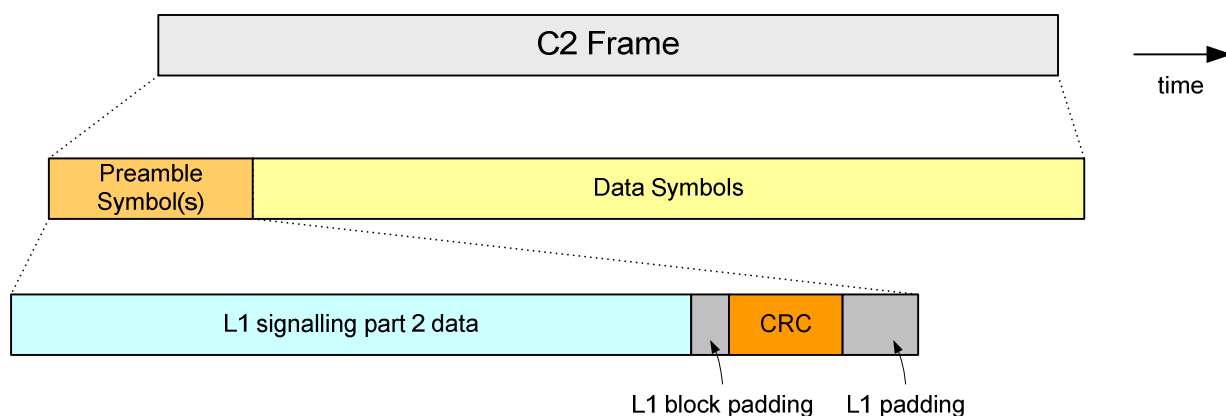 C2 Frame
time
Preamble
Symbol(s)
Data Symbols
L1 signalling part 2 data
CRC
L1 block padding
L1 padding